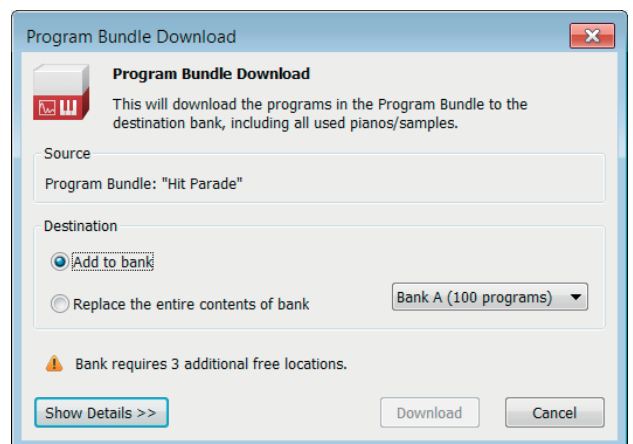 Program Bundle Download
Program Bundle Download
This will download the programs in the Program Bundle to the
destination bank, including all used pianos/samples.
Source
Program Bundle: "Hit Parade"
Destination
Add to bank
Replace the entire contents of bank
Bank A (100 programs)
Bank requires 3 additional free locations.
Show Details >>
Download
Cancel